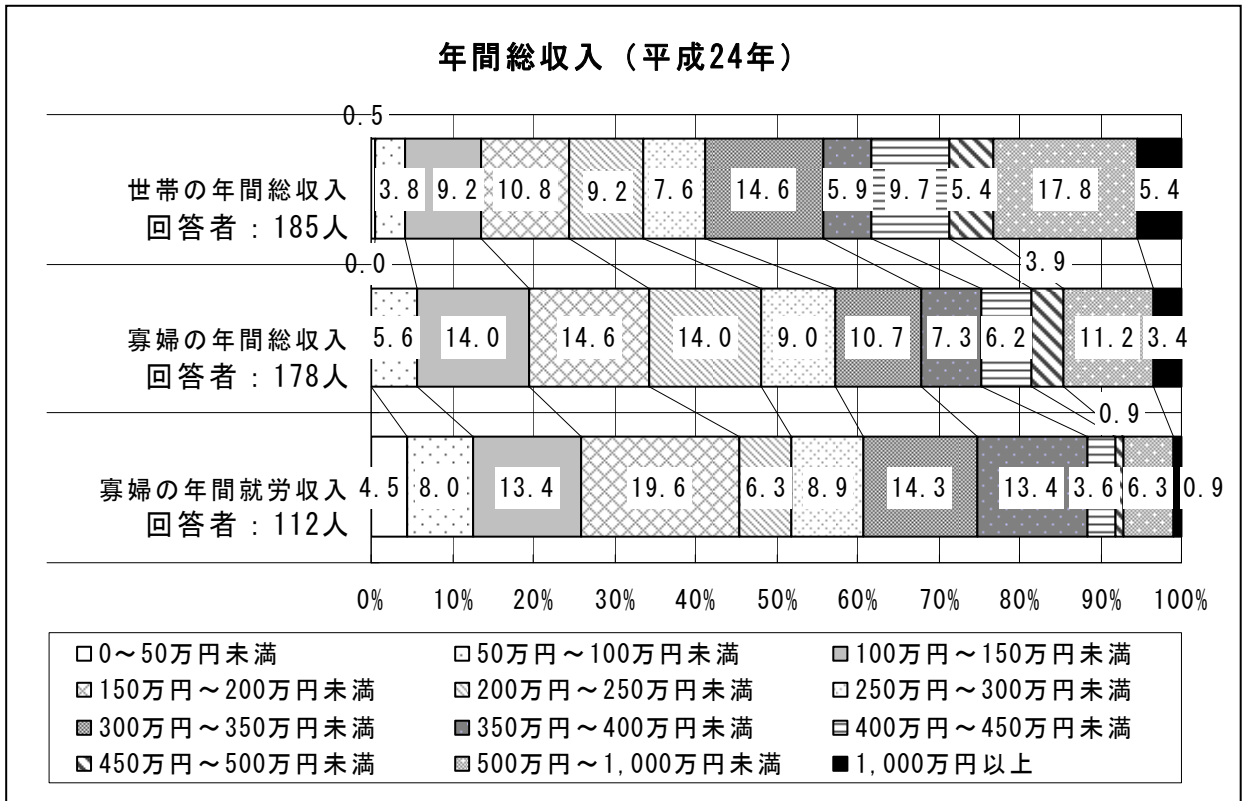 年間総収入（平成24年）
0.5
世帯の年間総収入
回答者：185人
3.8 9.2 10.8 9.2 7.6 14.6 5.9 9.7 5.4 17.8 5.4
0.0 3.9
寡婦の年間総収入
回答者：178人
5.6 14.0 14.6 14.0 9.0 10.7 7.3 6.2 11.2 3.4
0.9
寡婦の年間就労収入
回答者：112人
4.5 8.0 13.4 19.6 6.3 8.9 14.3 13.4 3.6 6.3 0.9
0% 10% 20% 30% 40% 50% 60% 70% 80% 90% 100%
0～50万円未満 50万円～100万円未満 100万円～150万円未満
150万円～200万円未満 200万円～250万円未満 250万円～300万円未満
300万円～350万円未満 350万円～400万円未満 400万円～450万円未満
450万円～500万円未満 500万円～1,000万円未満 1,000万円以上